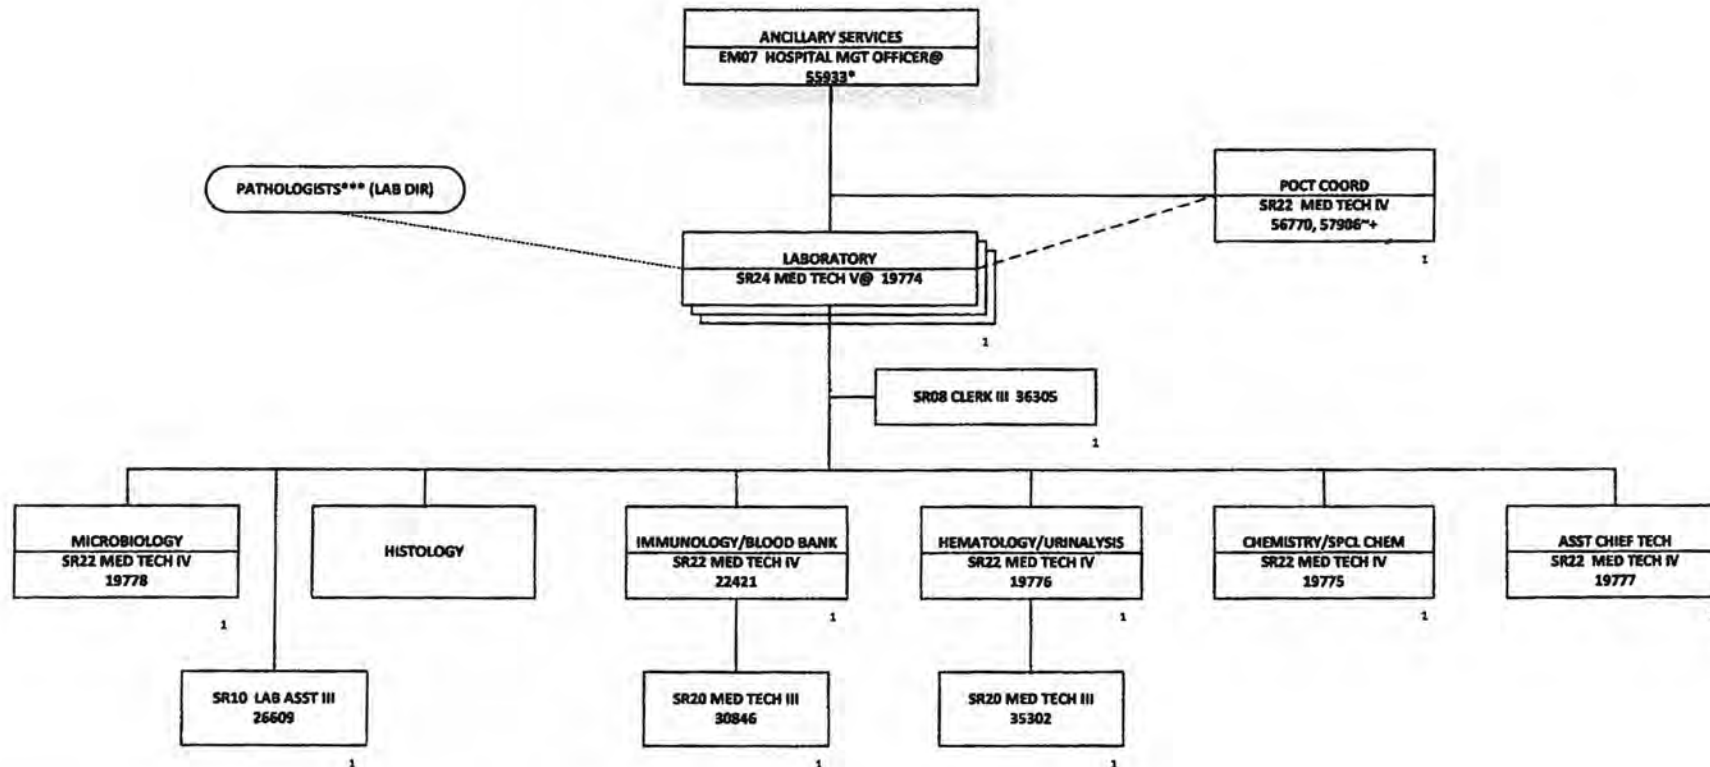 ANCILLARY SERVICES
EM07 HOSPITAL MGT OFFICER@
55933*
PATHOLOGISTS*** (LAB DIR)
POCT COORD
SR22 MED TECH IV
56770, 57906~+
1
LABORATORY
SR24 MED TECH V@ 19774
1
SR08 CLERK III 36305
1
MICROBIOLOGY
SR22 MED TECH IV
19778
1
HISTOLOGY
IMMUNOLOGY/BLOOD BANK
SR22 MED TECH IV
22421
1
HEMATOLOGY/URINALYSIS
SR22 MED TECH IV
19776
1
CHEMISTRY/SPCL CHEM
SR22 MED TECH IV
19775
1
ASST CHIEF TECH
SR22 MED TECH IV
19777
SR10 LAB ASST III
26609
1
SR20 MED TECH III
30846
1
SR20 MED TECH III
35302
1